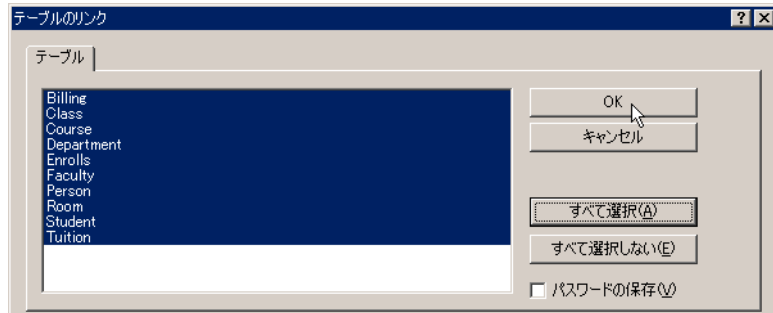 テーブルのリンク
テーブル
Billing
Class
Course
Department
Enrolls
Faculty
Person
Room
Student
Tuition
OK
キャンセル
すべて選択(A)
すべて選択しない(E)
パスワードの保存(V)